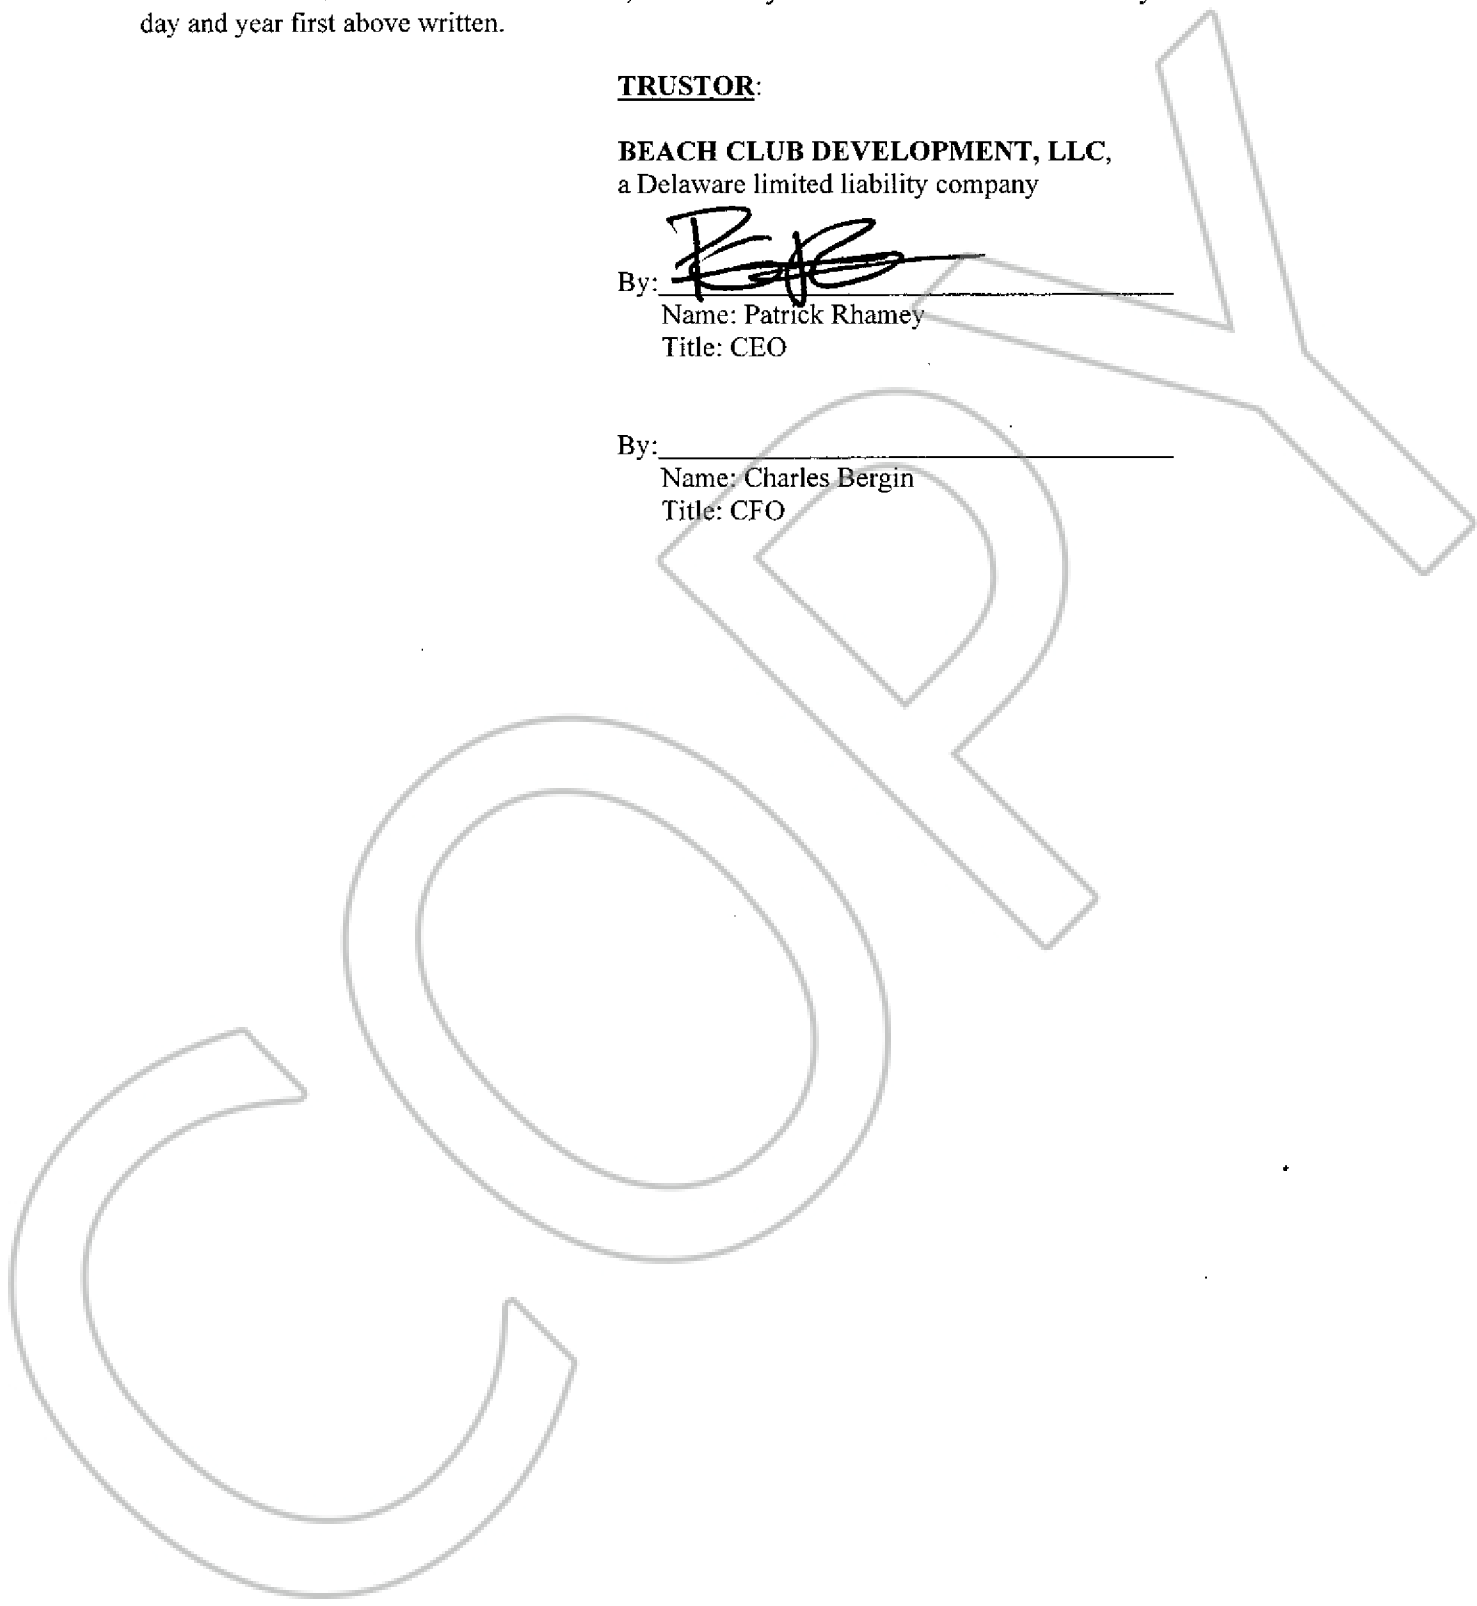 day and year first above written.
TRUSTOR:
BEACH CLUB DEVELOPMENT, LLC,
a Delaware limited liability company
By:
Name: Patrick Rhamey
Title: CEO
By:
Name: Charles Bergin
Title: CFO
COPY